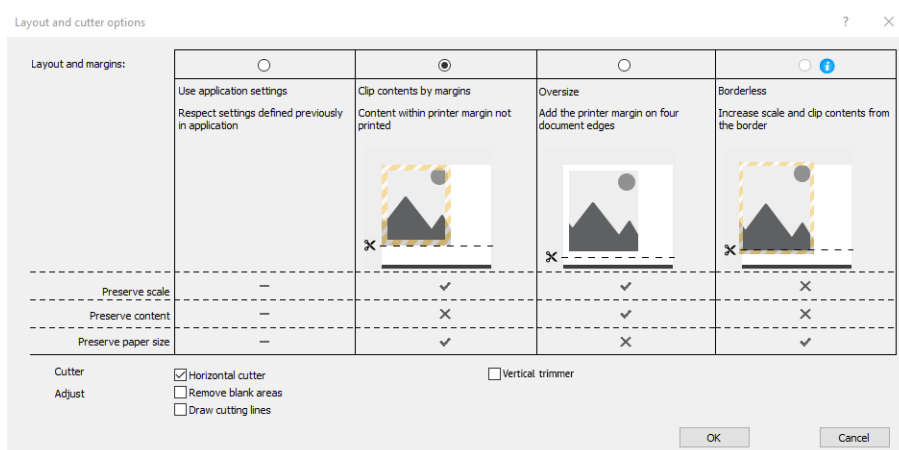 Layout and cutter options
?
Layout and margins:
Use application settings
Respect settings defined previously
in application
Clip contents by margins
Content within printer margin not
printed
Oversize
Add the printer margin on four
document edges
Borderless
Increase scale and clip contents from
the border
Preserve scale
Preserve content
Preserve paper size
Cutter
Horizontal cutter
Vertical trimmer
Adjust
Remove blank areas
Draw cutting lines
OK
Cancel